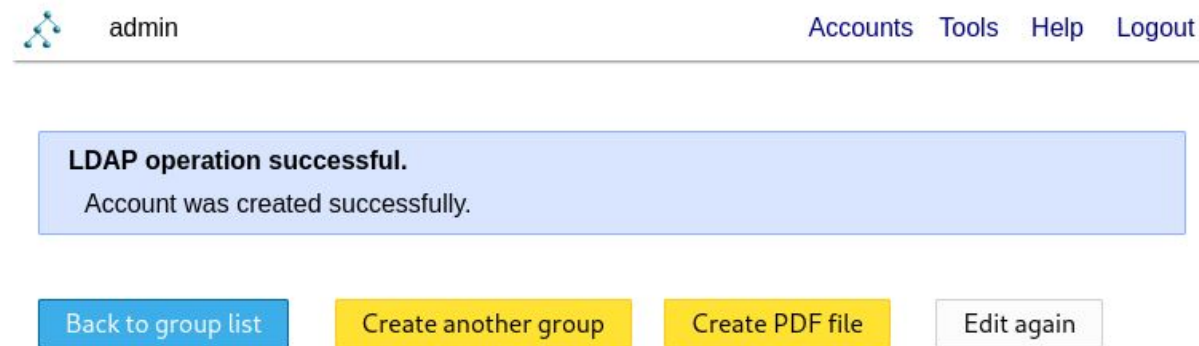 admin Accounts Tools Help Logout
LDAP operation successful.
Account was created successfully.
Back to group list Create another group Create PDF file Edit again